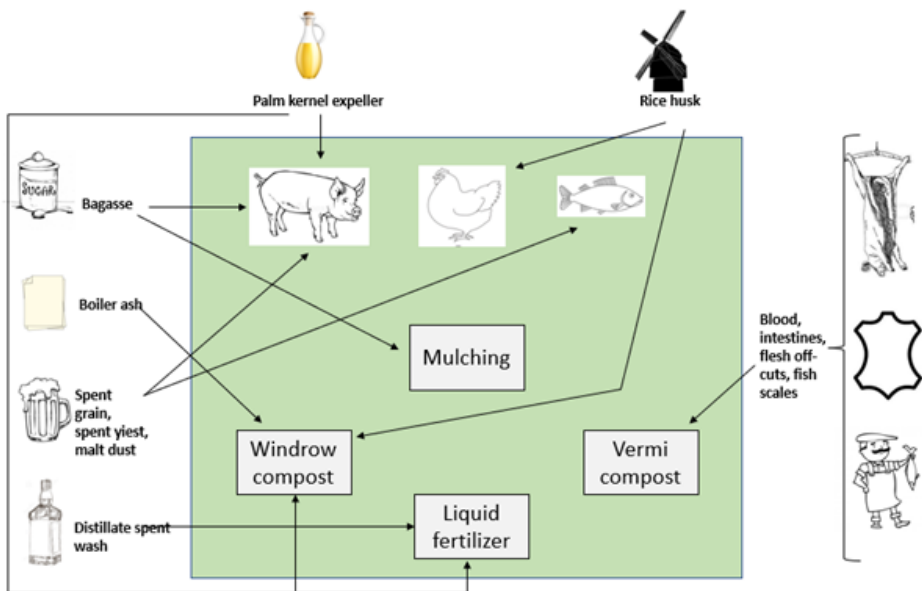 Palm kernel expeller
Rice husk
SUGAR
Bagasse
Boiler ash
Mulching
Blood,
intestines,
flesh off-
cuts, fish
scales
Spent
grain,
spent yiest,
malt dust
Windrow
compost
Vermi
compost
Distillate spent
wash
Liquid
fertilizer